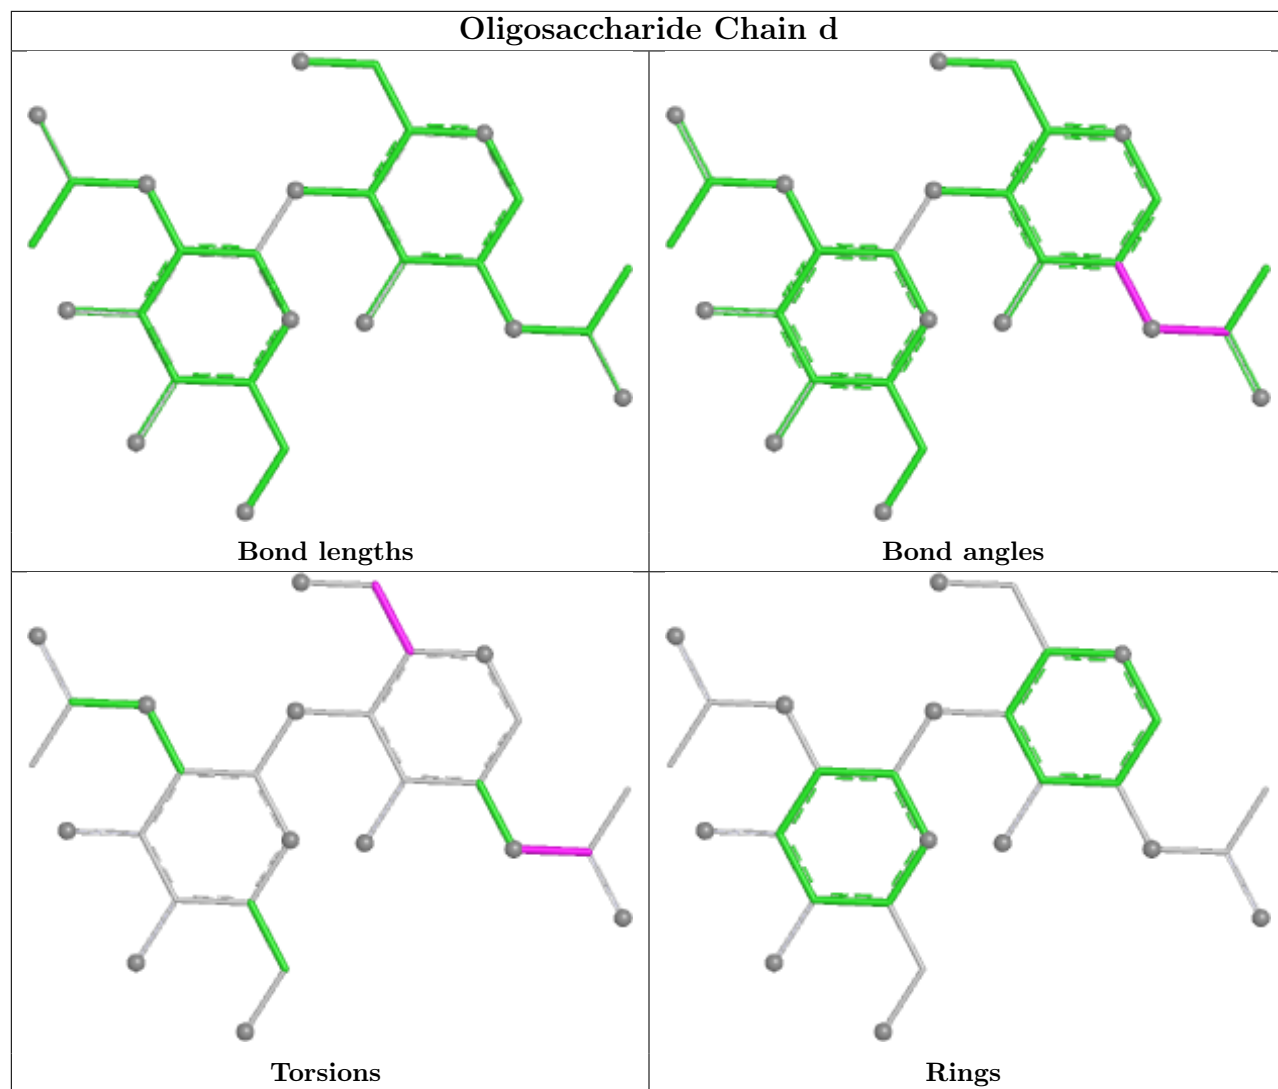 Oligosaccharide Chain d
Bond lengths
Bond angles
Torsions
Rings